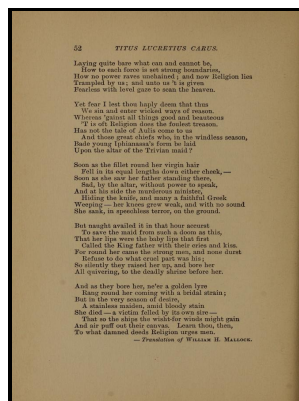 52 TITUS LUCRETIUS CARUS.
Laying quite bare what can and cannot be,
How to each force is set strong boundaries,
How no power raves unchained; and now Religion lies
Trampled by us; and unto us 't is given
Fearless with level gaze to scan the heaven.
Yet fear I lest thou haply deem that thus
We sin and enter wicked ways of reason.
Whereas 'gainst all things good and beauteous
'T is oft Religion does the foulest treason.
Has not the tale of Aulis come to us
And those great chiefs who, in the windless season,
Bade young Iphianassa's form be laid
Upon the altar of the Trivian maid?
Soon as the fillet round her virgin hair
Fell in its equal lengths down either cheek,—
Soon as she saw her father standing there,
Sad, by the altar, without power to speak,
And at his side the murderous minister,
Hiding the knife, and many a faithful Greek
Weeping — her knees grew weak, and with no sound
She sank, in speechless terror, on the ground.
But naught availed it in that hour accurst
To save the maid from such a doom as this,
That her lips were the baby lips that first
Called the King father with their cries and kiss.
For round her came the strong men, and none durst
Refuse to do what cruel part was his;
So silently they raised her up, and bore her
All quivering, to the deadly shrine before her.
And as they bore her, ne'er a golden lyre
Rang round her coming with a bridal strain;
But in the very season of desire,
A stainless maiden, amid bloody stain
She died — a victim felled by its own sire —
That so the ships the wisht-for winds might gain
And air puff out their canvas. Learn thou, then,
To what damned deeds Religion urges men.
— Translation of WILLIAM H. MALLOCK.